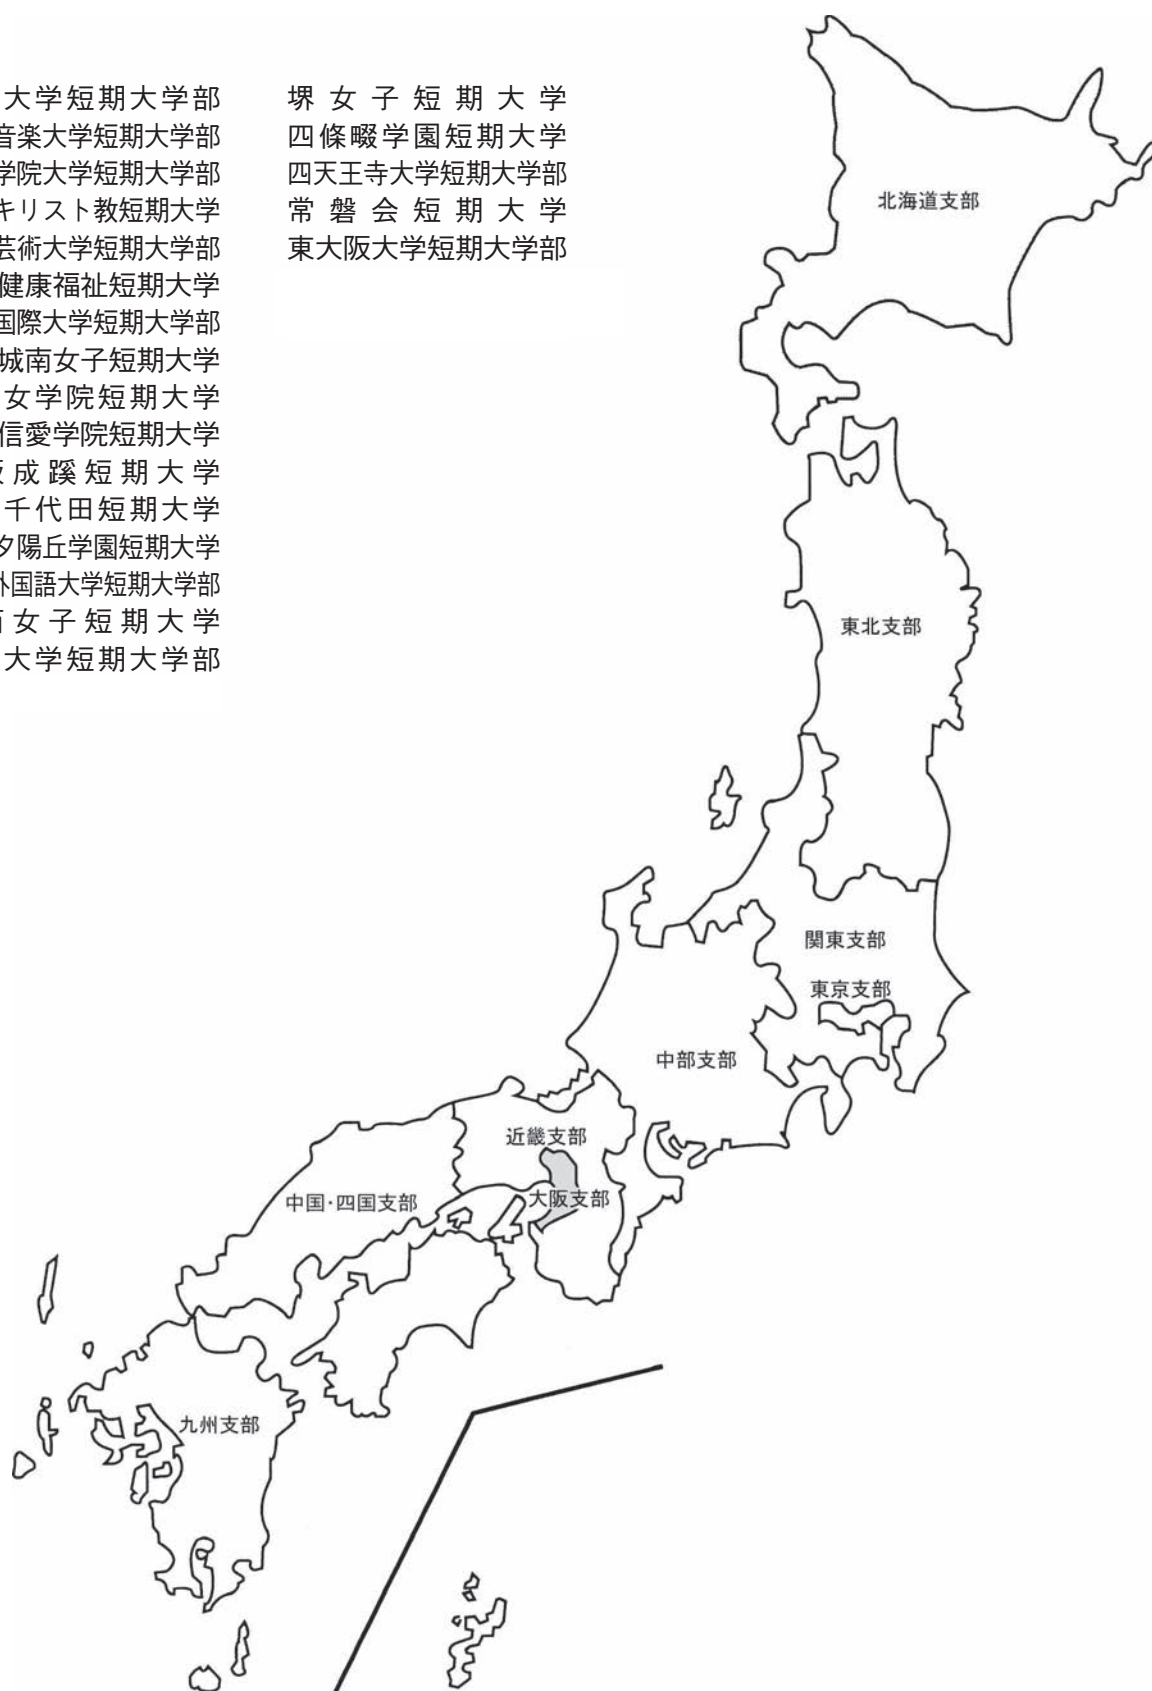 大学短期大学部
音楽大学短期大学部
学院大学短期大学部
キリスト教短期大学
芸術大学短期大学部
健康福祉短期大学
国際大学短期大学部
城南女子短期大学
女学院短期大学
信愛学院短期大学
成蹊短期大学
千代田短期大学
夕陽丘学園短期大学
外国語大学短期大学部
女子短期大学
大学短期大学部
堺女子短期大学
四條畷学園短期大学
四天王寺大学短期大学部
常磐会短期大学
東大阪大学短期大学部
北海道支部
東北支部
関東支部
東京支部
中部支部
近畿支部
大阪支部
中国・四国支部
九州支部